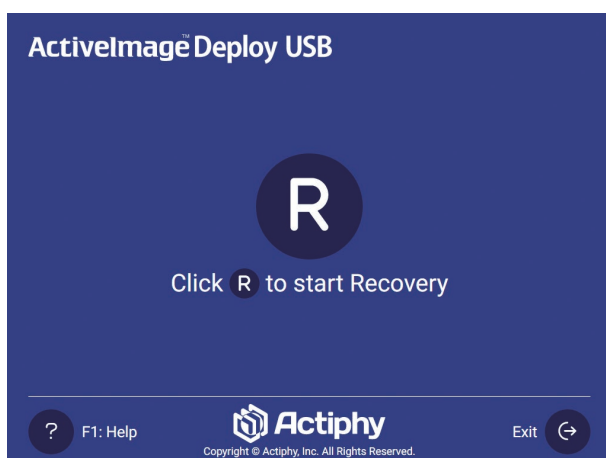 ActiveImage™ Deploy USB
R
Click R to start Recovery
? F1: Help
Actiphy
Copyright © Actiphy, Inc. All Rights Reserved.
Exit